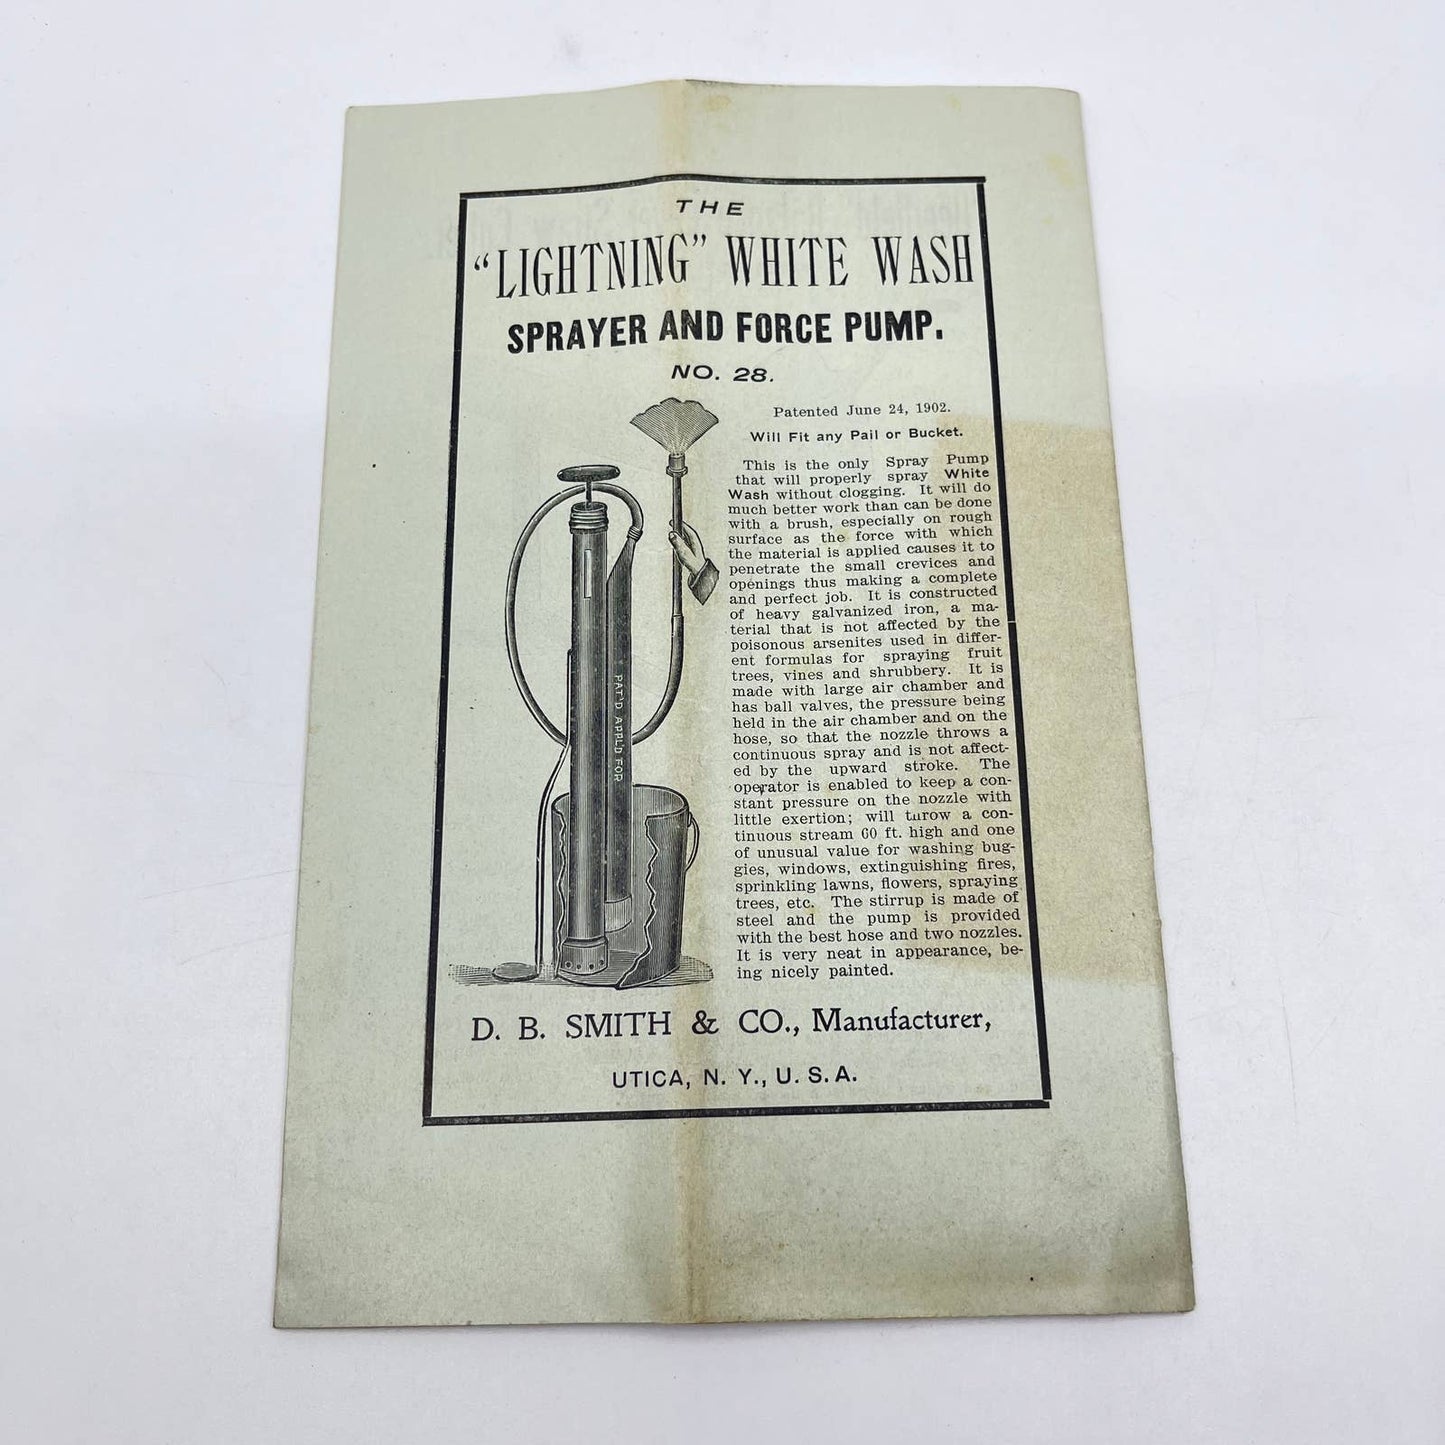 THE
“LIGHTNING” WHITE WASH
SPRAYER AND FORCE PUMP.
NO. 28.
Patented June 24, 1902.
Will Fit any Pail or Bucket.
This is the only Spray Pump
that will properly spray White
Wash without clogging. It will do
much better work than can be done
with a brush, especially on rough
surface as the force with which
the material is applied causes it to
penetrate the small crevices and
openings thus making a complete
and perfect job. It is constructed
of heavy galvanized iron, a ma-
terial that is not affected by the
poisonous arsenites used in differ-
ent formulas for spraying fruit
trees, vines and shrubbery. It is
made with large air chamber and
has ball valves, the pressure being
held in the air chamber and on the
hose, so that the nozzle throws a
continuous spray and is not affect-
ed by the upward stroke. The
operator is enabled to keep a con-
stant pressure on the nozzle with
little exertion; will throw a con-
tinuous stream 60 ft. high and one
of unusual value for washing bug-
gies, windows, extinguishing fires,
sprinkling lawns, flowers, spraying
trees, etc. The stirrup is made of
steel and the pump is provided
with the best hose and two nozzles.
It is very neat in appearance, be-
ing nicely painted.
PAT'D APPL'D FOR
D. B. SMITH & CO., Manufacturer,
UTICA, N. Y., U. S. A.